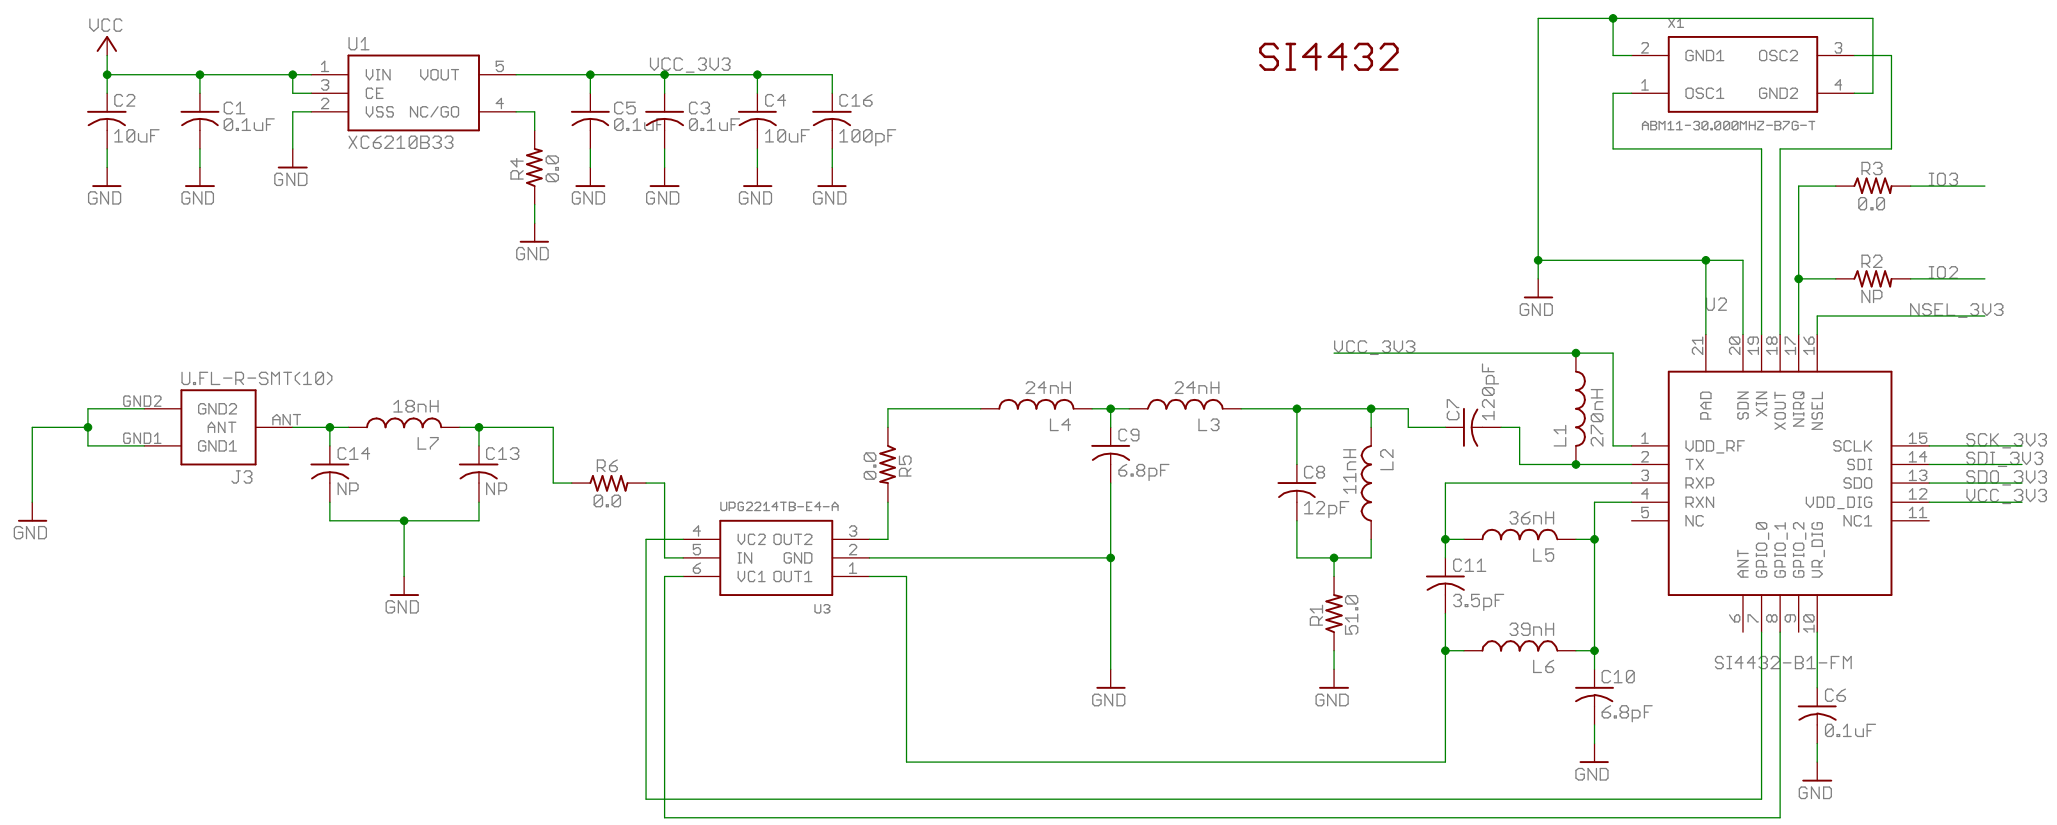 VCC
U1
1 VIN VOUT 5
3 CE
2 VSS NC/GO 4
XC6210B33
C2
10uF
C1
0.1uF
GND
GND
GND
R4
0.0
GND
VCC_3V3
C5
0.1uF
C3
0.1uF
C4
10uF
C16
100pF
GND
GND
GND
GND
SI4432
X1
2 GND1 OSC2 3
1 OSC1 GND2 4
ABM11-30.000MHZ-B7G-T
R3
0.0
IO3
R2
NP
IO2
GND
U2
NSEL_3V3
VCC_3V3
U.FL-R-SMT(10)
GND2
GND1
GND2
ANT
GND1
J3
ANT
GND
18nH
L7
C14
NP
C13
NP
GND
R6
0.0
UPG2214TB-E4-A
4 VC2 OUT2 3
5 IN GND 2
6 VC1 OUT1 1
U3
0.0
R5
24nH
L4
24nH
L3
C9
6.8pF
GND
C8
12pF
11nH
L2
R1
51.0
GND
C7
120pF
L1
270nH
21 20 19 18 17 16
PAD SDN XIN XOUT NIRQ NSEL
1 VDD_RF SCLK 15 SCK_3V3
2 TX SDI 14 SDI_3V3
3 RXP SDO 13 SDO_3V3
4 RXN VDD_DIG 12 VCC_3V3
5 NC NC1 11
ANT GPIO_0 GPIO_1 GPIO_2 VR_DIG
6 7 8 9 10
SI4432-B1-FM
36nH
L5
C11
3.5pF
39nH
L6
C10
6.8pF
GND
C6
0.1uF
GND